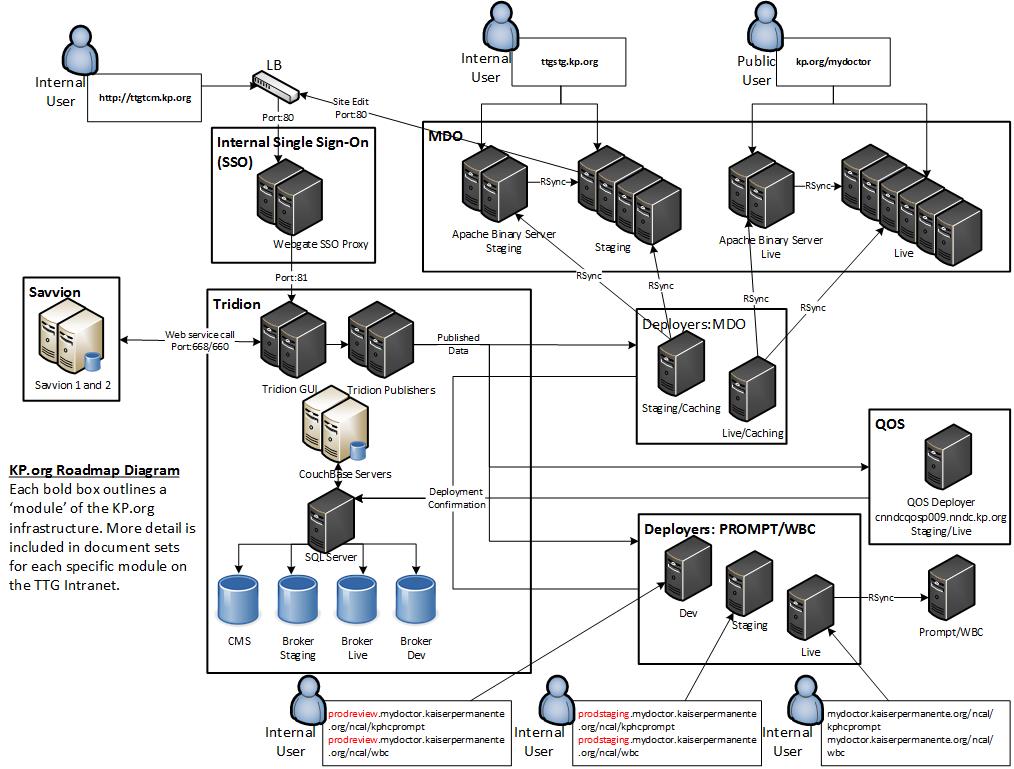 Internal
User
http://ttgtcm.kp.org
LB
Port:80
Site Edit
Port:80
Internal
User
ttgstg.kp.org
Public
User
kp.org/mydoctor
Internal Single Sign-On
(SSO)
Webgate SSO Proxy
Port:81
MDO
RSync
Apache Binary Server
Staging
Staging
RSync
Apache Binary Server
Live
Live
RSync
RSync
RSync
RSync
Savvion
Savvion 1 and 2
Web service call
Port:668/660
Tridion
Tridion GUI
Tridion Publishers
Published
Data
Deployers:MDO
Staging/Caching
Live/Caching
CouchBase Servers
SQL Server
CMS
Broker
Staging
Broker
Live
Broker
Dev
Deployment
Confirmation
QOS
QOS Deployer
cnndcqosp009.nndc.kp.org
Staging/Live
KP.org Roadmap Diagram
Each bold box outlines a
‘module’ of the KP.org
infrastructure. More detail is
included in document sets
for each specific module on
the TTG Intranet.
Deployers: PROMPT/WBC
Dev
Staging
Live
RSync
Prompt/WBC
Internal
User
prodreview.mydoctor.kaiserpermanente
.org/ncal/kphcprompt
prodreview.mydoctor.kaiserpermanente
.org/ncal/wbc
Internal
User
prodstaging.mydoctor.kaiserpermanente
.org/ncal/kphcprompt
prodstaging.mydoctor.kaiserpermanente
.org/ncal/wbc
Internal
User
mydoctor.kaiserpermanente.org/ncal/
kphcprompt
mydoctor.kaiserpermanente.org/ncal/
wbc